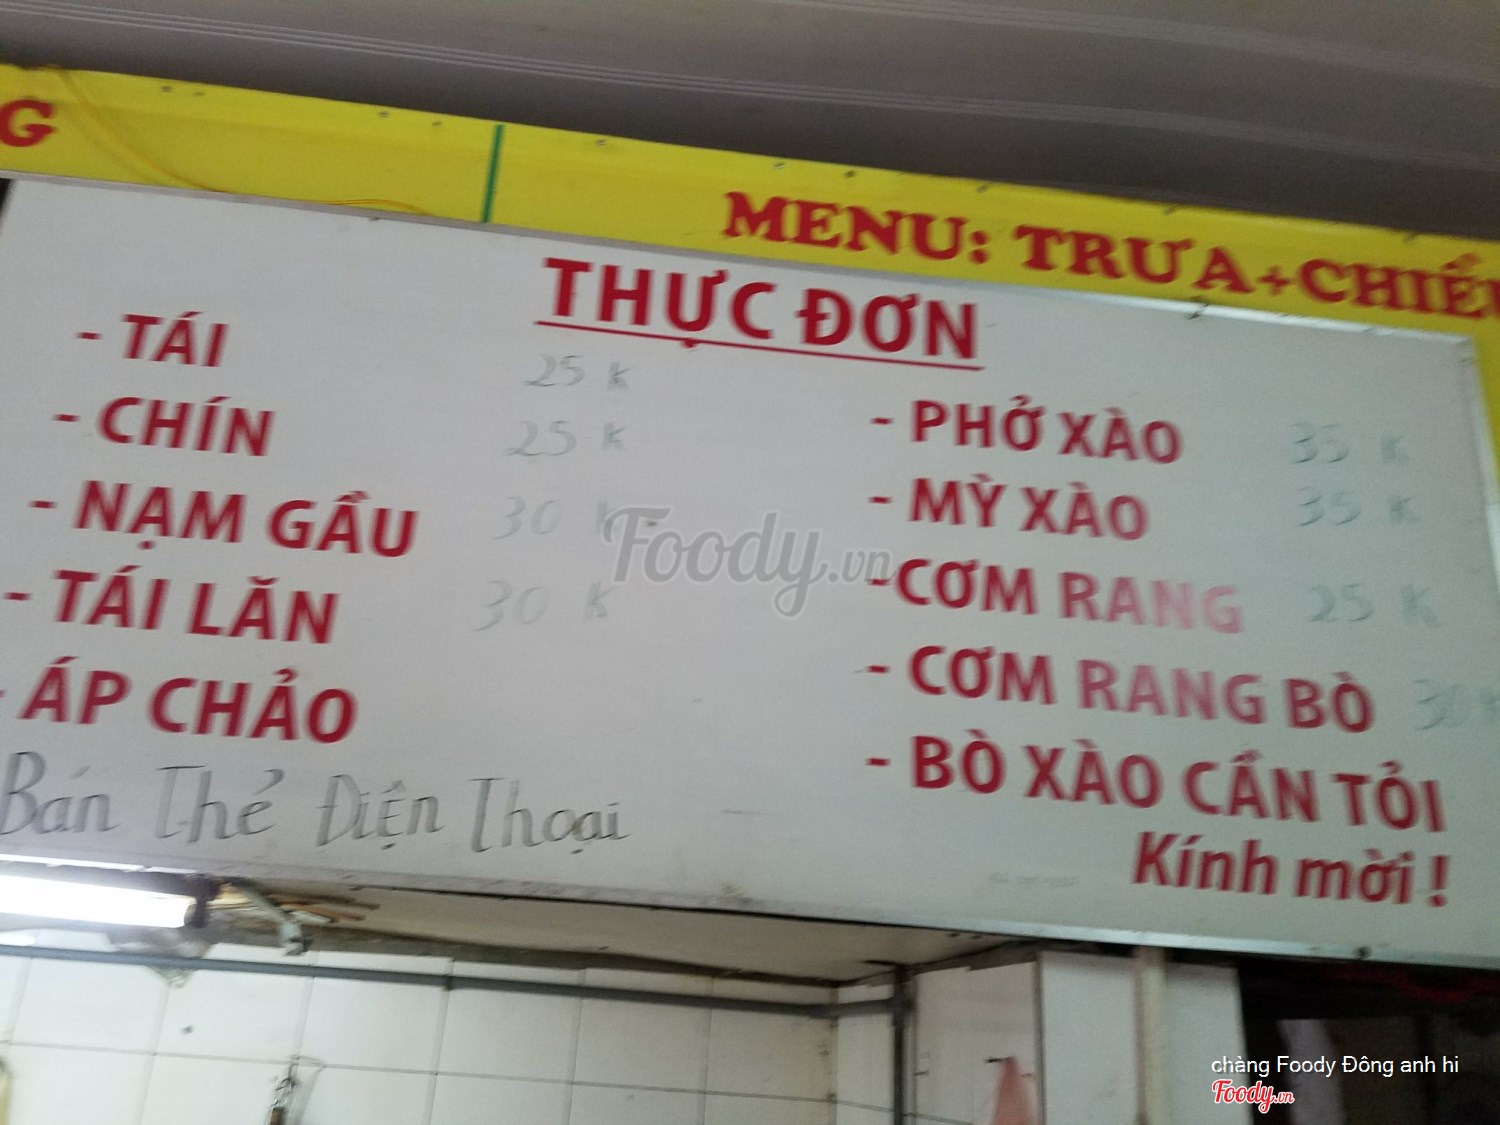 G
MENU: TRƯA+CHIỀU
THỰC ĐƠN
- TÁI 25 K
- CHÍN 25 K
- NẠM GẦU 30 K
- TÁI LĂN 30 K
- ÁP CHẢO
Bán Thẻ Điện Thoại
- PHỞ XÀO 35 K
- MỲ XÀO 35 K
- CƠM RANG 25 K
- CƠM RANG BÒ 30 K
- BÒ XÀO CẦN TỎI
Kính mời !
Foody.vn
chàng Foody Đông anh hi
Foody.vn